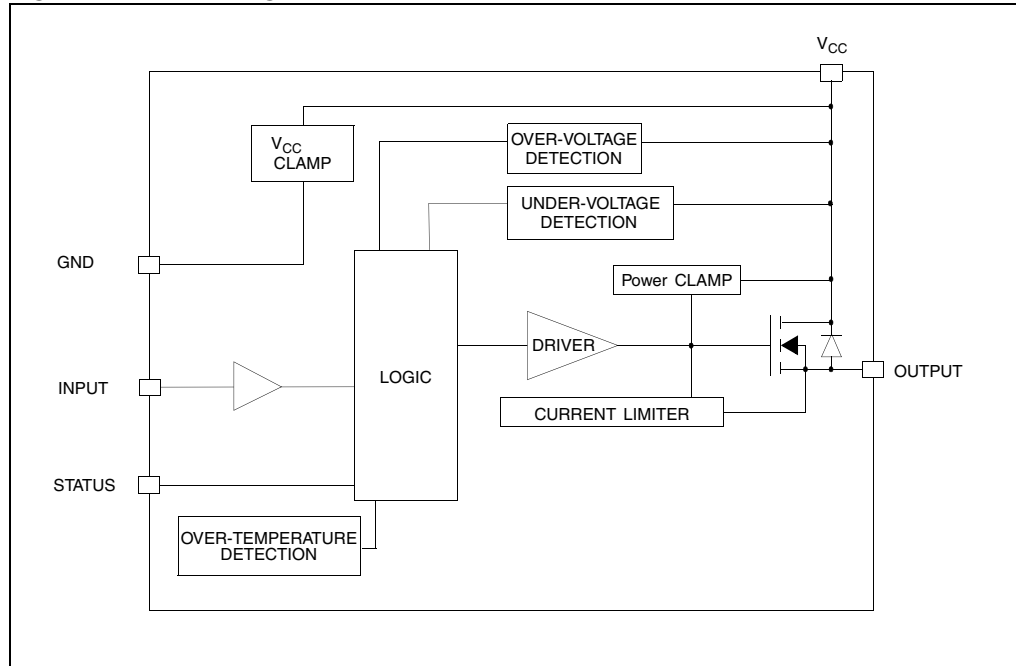 VCC
VCC
CLAMP
OVER-VOLTAGE
DETECTION
UNDER-VOLTAGE
DETECTION
GND
Power CLAMP
DRIVER
LOGIC
INPUT
OUTPUT
CURRENT LIMITER
STATUS
OVER-TEMPERATURE
DETECTION